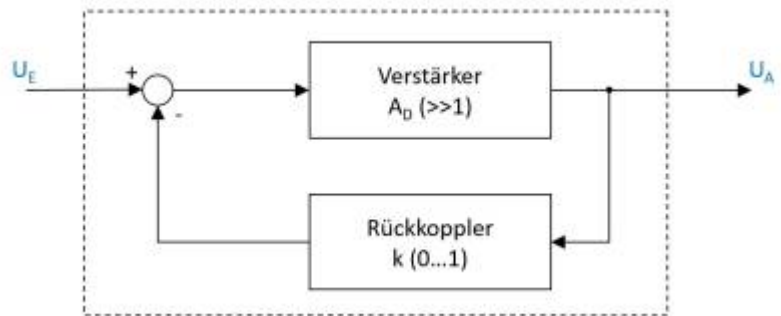 U_E
+
-
Verstärker
A_D (>>1)
U_A
Rückkoppler
k (0...1)